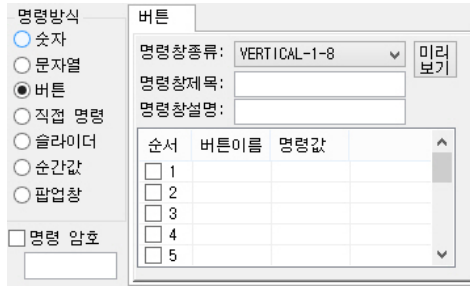 명령방식
숫자
문자열
버튼
직접 명령
슬라이더
순간값
팝업창
명령 암호
버튼
명령창종류: VERTICAL-1-8
미리
보기
명령창제목:
명령창설명:
순서 버튼이름 명령값
1
2
3
4
5